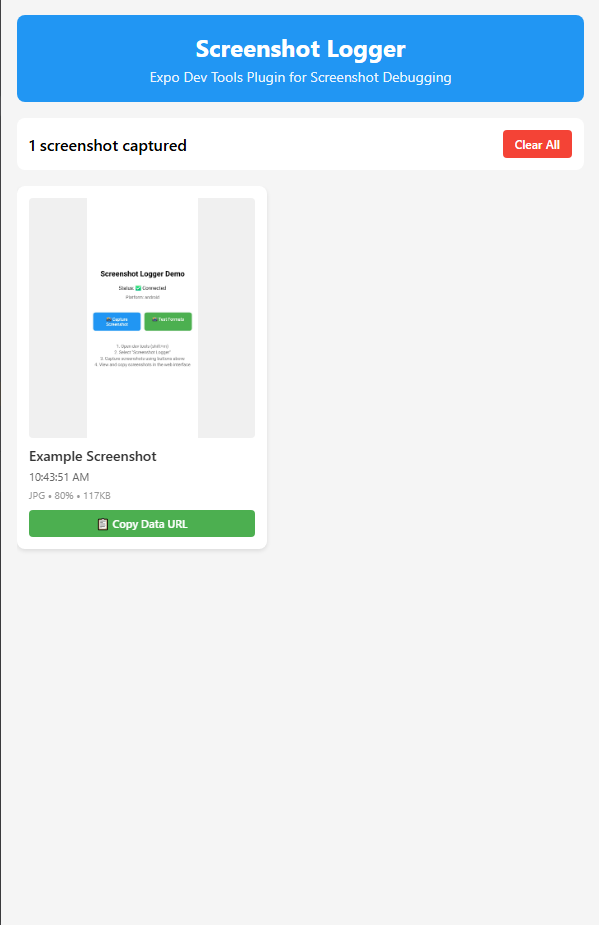 Screenshot Logger
Expo Dev Tools Plugin for Screenshot Debugging
1 screenshot captured
Clear All
Screenshot Logger Demo
Status: ✅ Connected
Platform: android
Capture
Screenshot
Test Formats
1. Open dev tools (shift+m)
2. Select "Screenshot Logger"
3. Capture screenshots using buttons above
4. View and copy screenshots in the web interface
Example Screenshot
10:43:51 AM
JPG • 80% • 117KB
📋 Copy Data URL